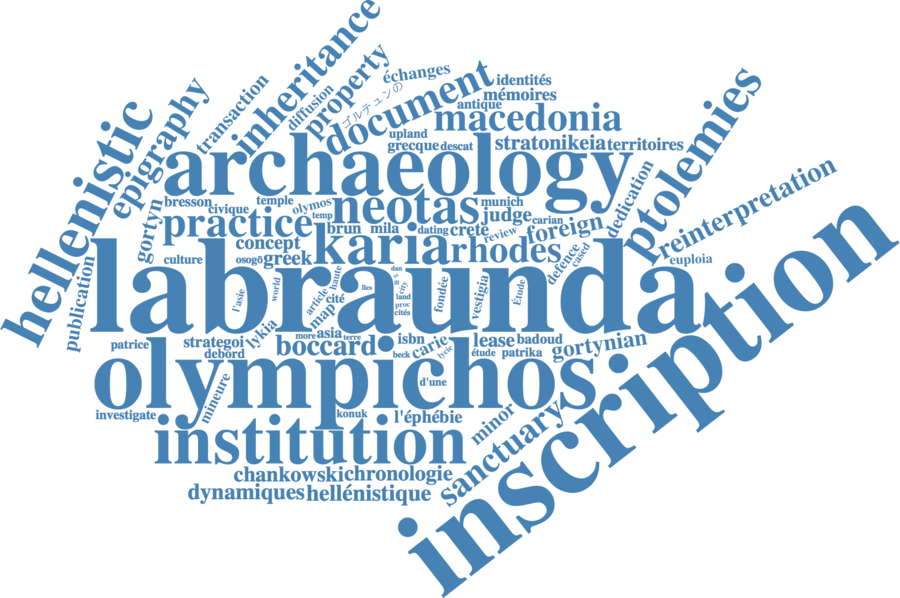 inheritance
property
échanges
transaction
diffusion
ゴルテュンの
document
identités
mémoires
antique
macedonia
hellenistic
epigraphy
archaeology
upland
grecque
descat
stratonikeia
territoires
ptolemies
bresson
civique
temple
olymos
temp
neotas
munich
judge
carian
dedication
reinterpretation
gortyn
practice
brun
mila
dating
crete
review
foreign
concept
karia
rhodes
defence
cased
euploia
publication
culture
osogō
greek
labraunda
l'asie
world
article
haute
cité
map
îles
dan
city
land
proc
cités
fondée
vestigia
Étude
patrice
strategoi
debord
lykia
more
asia
terre
boccard
isbn
carie
beck
lycie
lease
badoud
étude
patrika
gortynian
olympichos
d'une
mineure
investigate
konuk
l'éphébie
minor
institution
sanctuary
inscription
chankowski
chronologie
dynamiques
hellénistique